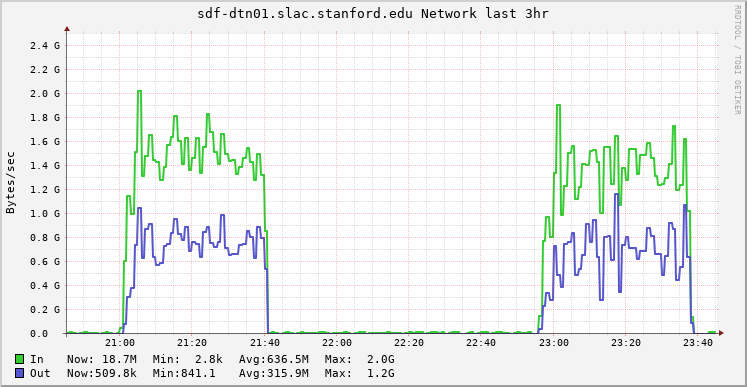 sdf-dtn01.slac.stanford.edu Network last 3hr
RRDTOOL / TOBI OETIKER
Bytes/sec
2.4 G
2.2 G
2.0 G
1.8 G
1.6 G
1.4 G
1.2 G
1.0 G
0.8 G
0.6 G
0.4 G
0.2 G
0.0
21:00 21:20 21:40 22:00 22:20 22:40 23:00 23:20 23:40
In Now: 18.7M Min: 2.8k Avg:636.5M Max: 2.0G
Out Now:509.8k Min:841.1 Avg:315.9M Max: 1.2G